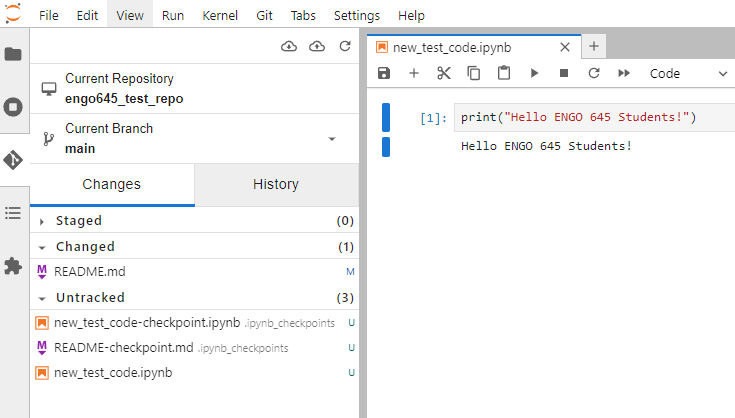 File Edit View Run Kernel Git Tabs Settings Help
Current Repository
engo645_test_repo
Current Branch
main
Changes History
Staged (0)
Changed (1)
README.md M
Untracked (3)
new_test_code-checkpoint.ipynb .ipynb_checkpoints U
README-checkpoint.md .ipynb_checkpoints U
new_test_code.ipynb U
new_test_code.ipynb
Code
[1]: print("Hello ENGO 645 Students!")
Hello ENGO 645 Students!